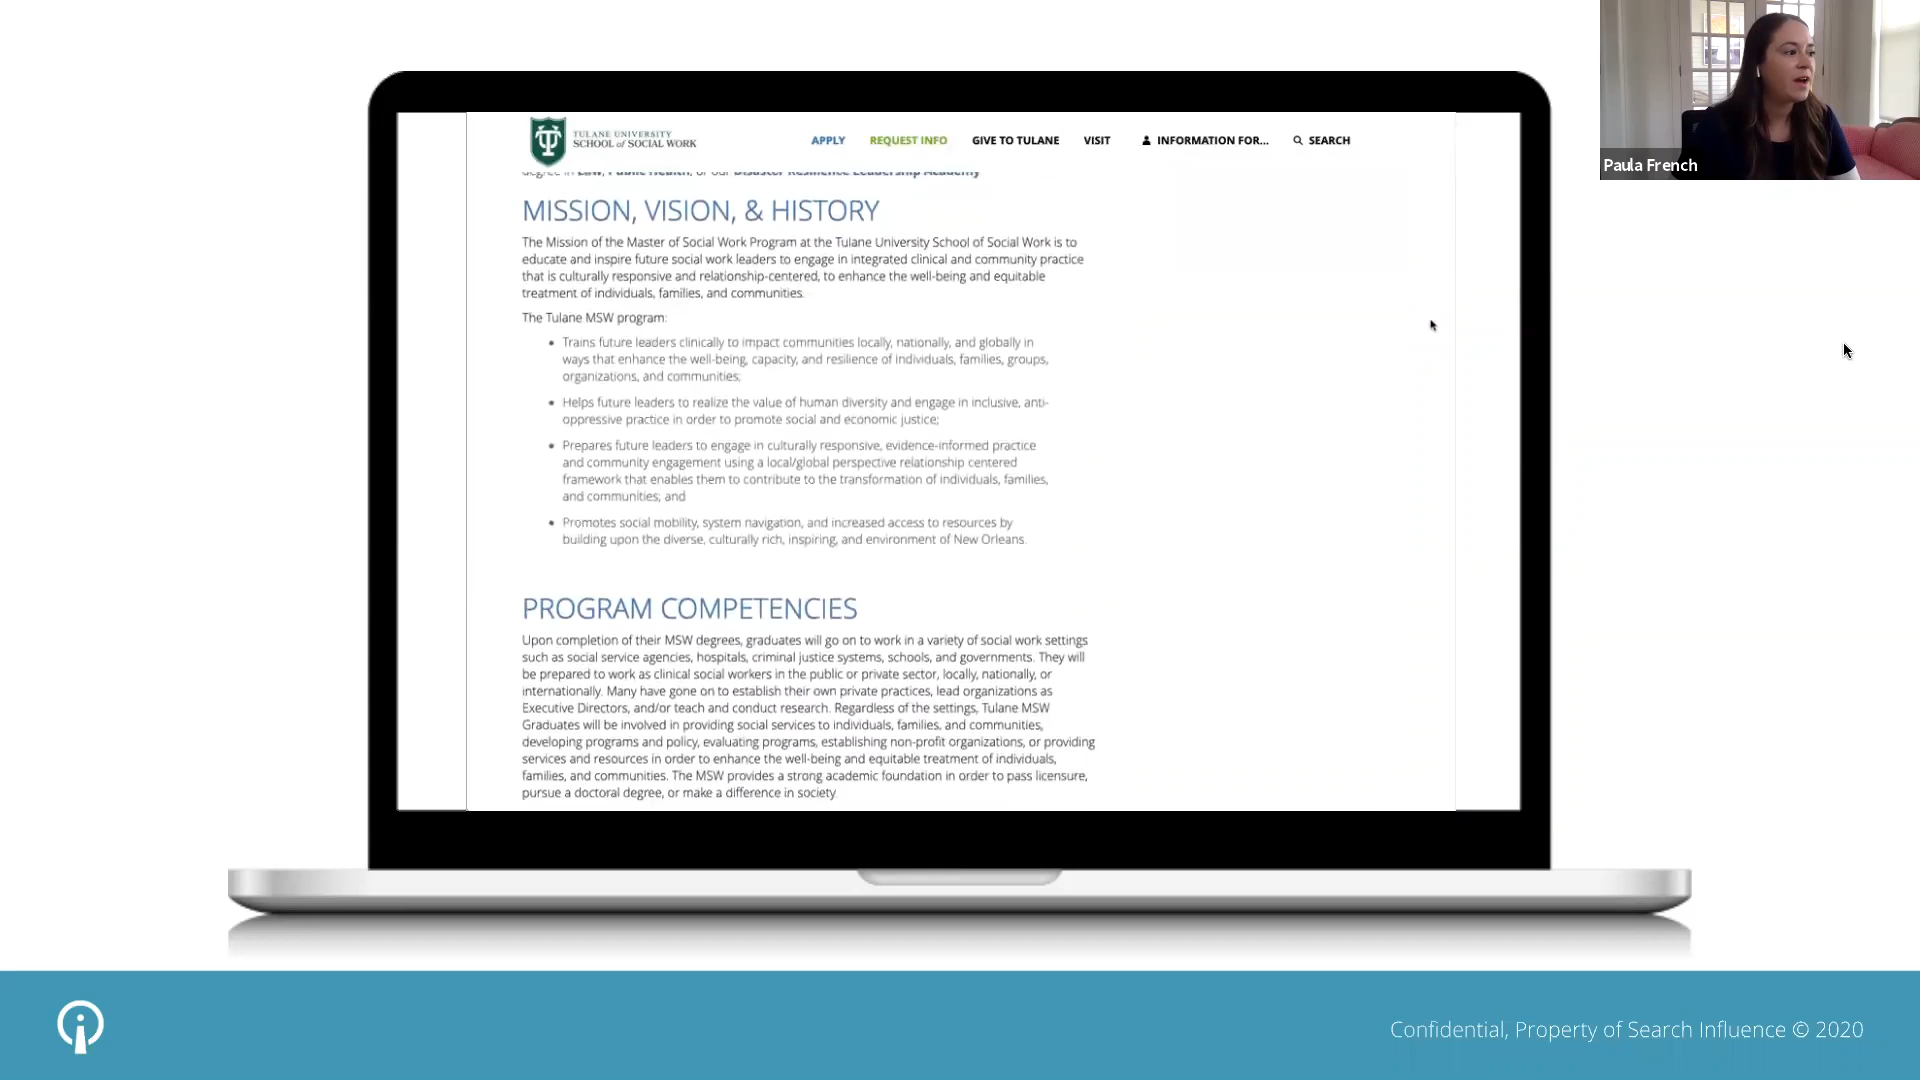 Paula French
TULANE UNIVERSITY
SCHOOL of SOCIAL WORK
APPLY
REQUEST INFO
GIVE TO TULANE
VISIT
INFORMATION FOR...
SEARCH
degree in Law, Public Health, or our Disaster Resilience Leadership Academy
MISSION, VISION, & HISTORY
The Mission of the Master of Social Work Program at the Tulane University School of Social Work is to
educate and inspire future social work leaders to engage in integrated clinical and community practice
that is culturally responsive and relationship-centered, to enhance the well-being and equitable
treatment of individuals, families, and communities.
The Tulane MSW program:
• Trains future leaders clinically to impact communities locally, nationally, and globally in
ways that enhance the well-being, capacity, and resilience of individuals, families, groups,
organizations, and communities;
• Helps future leaders to realize the value of human diversity and engage in inclusive, anti-
oppressive practice in order to promote social and economic justice;
• Prepares future leaders to engage in culturally responsive, evidence-informed practice
and community engagement using a local/global perspective relationship centered
framework that enables them to contribute to the transformation of individuals, families,
and communities; and
• Promotes social mobility, system navigation, and increased access to resources by
building upon the diverse, culturally rich, inspiring, and environment of New Orleans.
PROGRAM COMPETENCIES
Upon completion of their MSW degrees, graduates will go on to work in a variety of social work settings
such as social service agencies, hospitals, criminal justice systems, schools, and governments. They will
be prepared to work as clinical social workers in the public or private sector, locally, nationally, or
internationally. Many have gone on to establish their own private practices, lead organizations as
Executive Directors, and/or teach and conduct research. Regardless of the settings, Tulane MSW
Graduates will be involved in providing social services to individuals, families, and communities,
developing programs and policy, evaluating programs, establishing non-profit organizations, or providing
services and resources in order to enhance the well-being and equitable treatment of individuals,
families, and communities. The MSW provides a strong academic foundation in order to pass licensure,
pursue a doctoral degree, or make a difference in society.
Confidential, Property of Search Influence © 2020